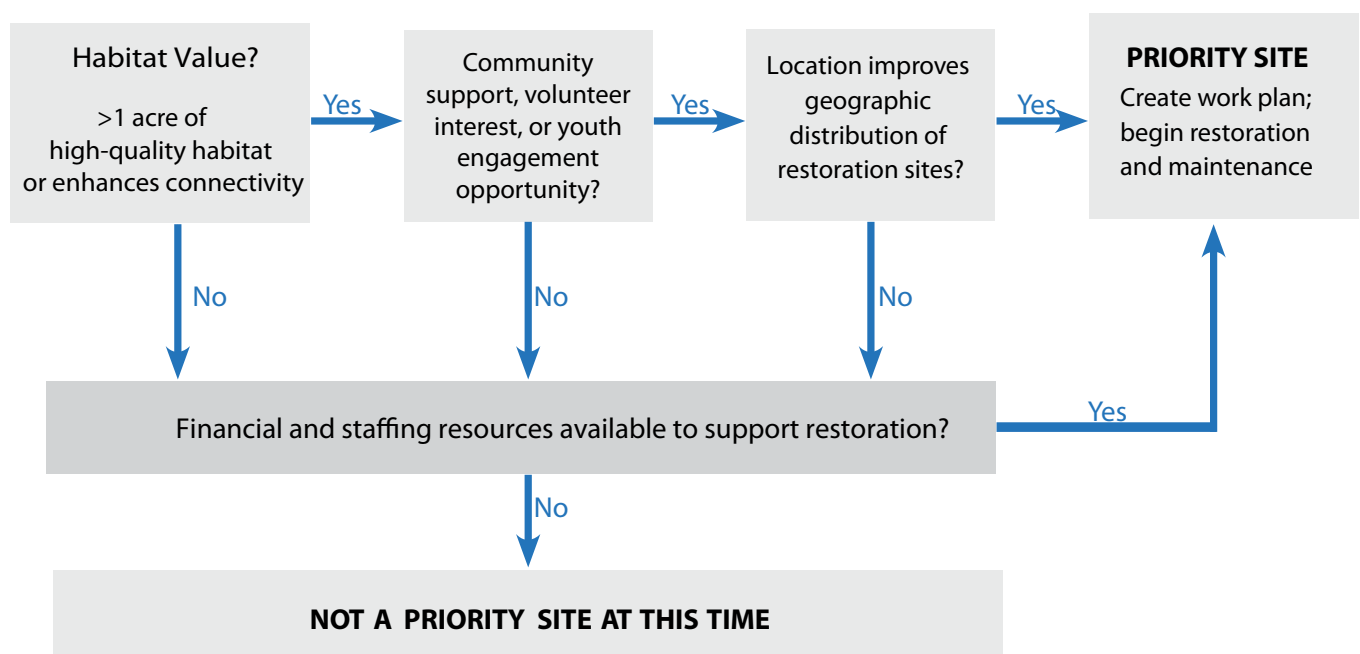 Habitat Value?
>1 acre of
high-quality habitat
or enhances connectivity
Yes
Community
support, volunteer
interest, or youth
engagement
opportunity?
Yes
Location improves
geographic
distribution of
restoration sites?
Yes
PRIORITY SITE
Create work plan;
begin restoration
and maintenance
No
No
No
Financial and staffing resources available to support restoration?
Yes
No
NOT A PRIORITY SITE AT THIS TIME